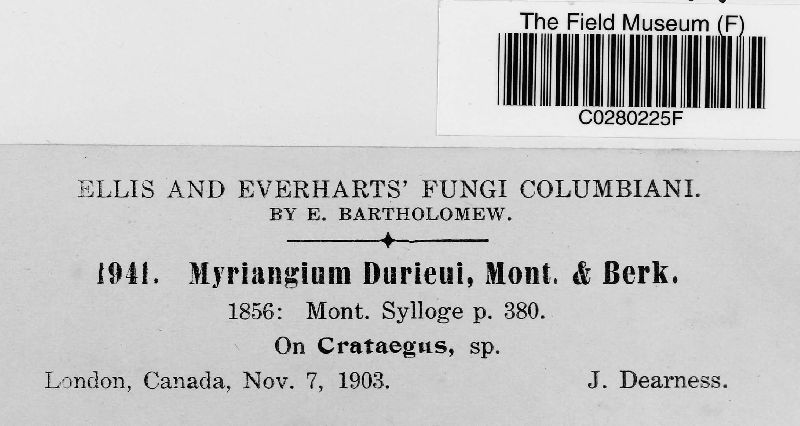 The Field Museum (F)
C0280225F
ELLIS AND EVERHARTS' FUNGI COLUMBIANI.
BY E. BARTHOLOMEW.
1941. Myriangium Durieui, Mont. & Berk.
1856: Mont. Sylloge p. 380.
On Crataegus, sp.
London, Canada, Nov. 7, 1903. J. Dearness.